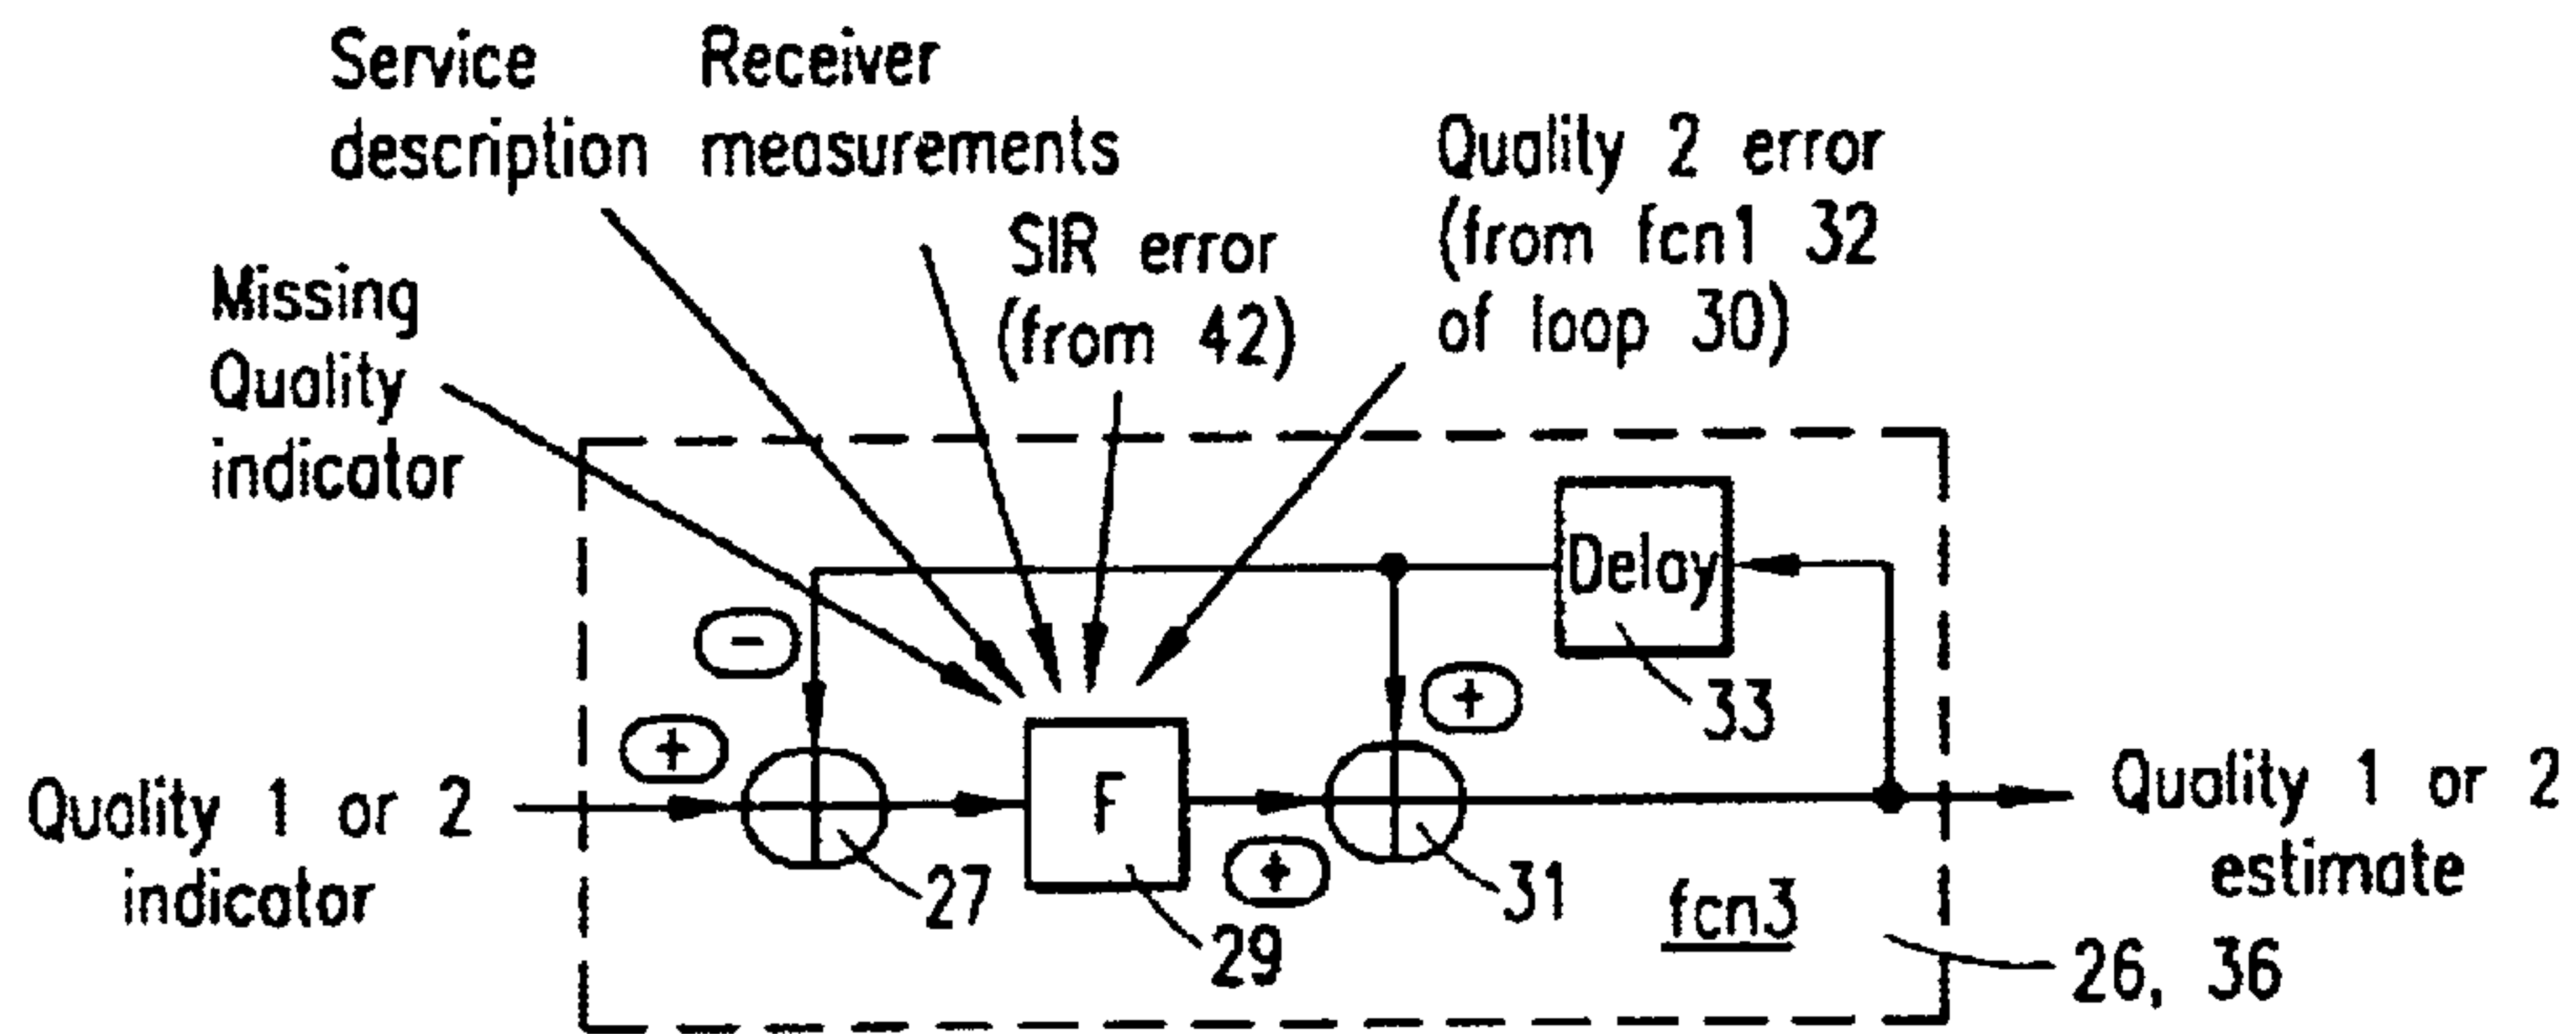 Service
description
Receiver
measurements
Missing
Quality
indicator
SIR error
(from 42)
Quality 2 error
(from fcn1 32
of loop 30)
Delay
33
-
+
+
+
F
Quality 1 or 2
indicator
27
29
31
fcn3
26, 36
Quality 1 or 2
estimate